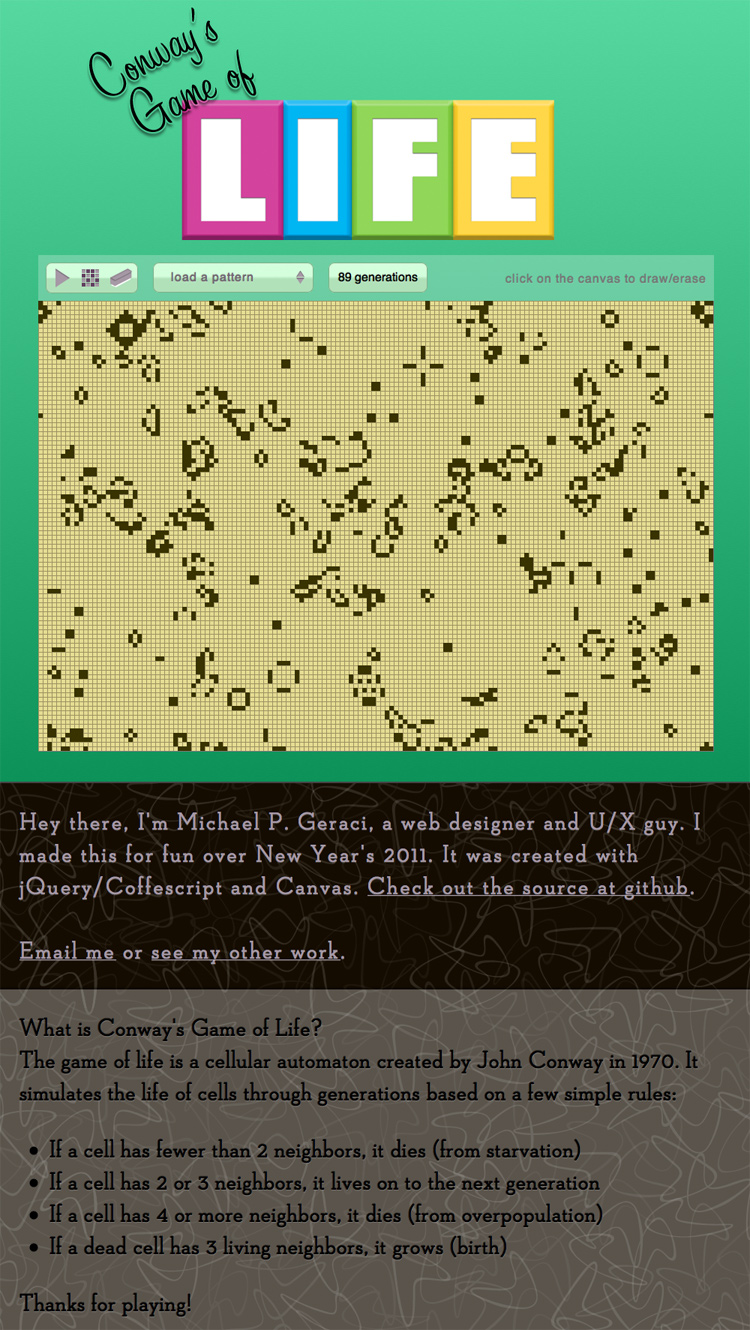 Conway's
Game of
LIFE
load a pattern
89 generations
click on the canvas to draw/erase
Hey there, I'm Michael P. Geraci, a web designer and U/X guy. I
made this for fun over New Year's 2011. It was created with
jQuery/Coffescript and Canvas. Check out the source at github.
Email me or see my other work.
What is Conway's Game of Life?
The game of life is a cellular automaton created by John Conway in 1970. It
simulates the life of cells through generations based on a few simple rules:
• If a cell has fewer than 2 neighbors, it dies (from starvation)
• If a cell has 2 or 3 neighbors, it lives on to the next generation
• If a cell has 4 or more neighbors, it dies (from overpopulation)
• If a dead cell has 3 living neighbors, it grows (birth)
Thanks for playing!